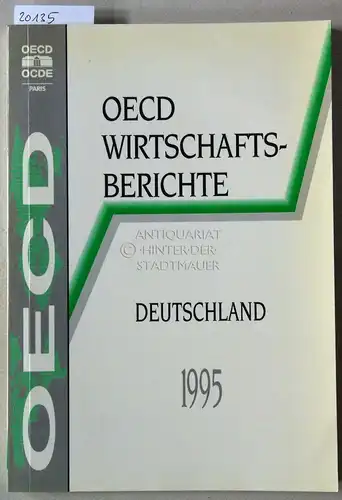 20135
OECD
OCDE
PARIS
OECD
OECD
WIRTSCHAFTS-
BERICHTE
ANTIQUARIAT
© ·HINTER·DER·
STADTMAUER
DEUTSCHLAND
1995